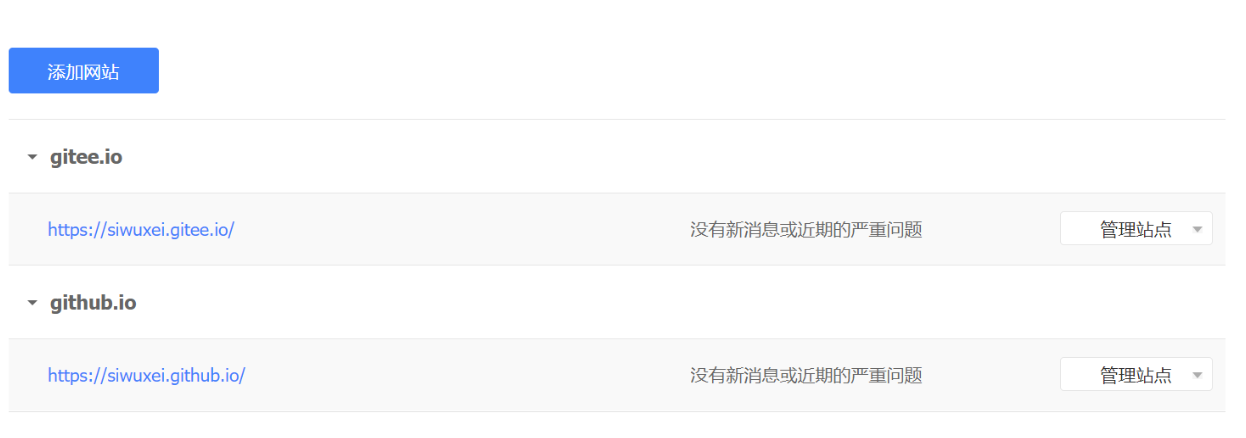 添加网站
gitee.io
https://siwuxei.gitee.io/ 没有新消息或近期的严重问题 管理站点
github.io
https://siwuxei.github.io/ 没有新消息或近期的严重问题 管理站点